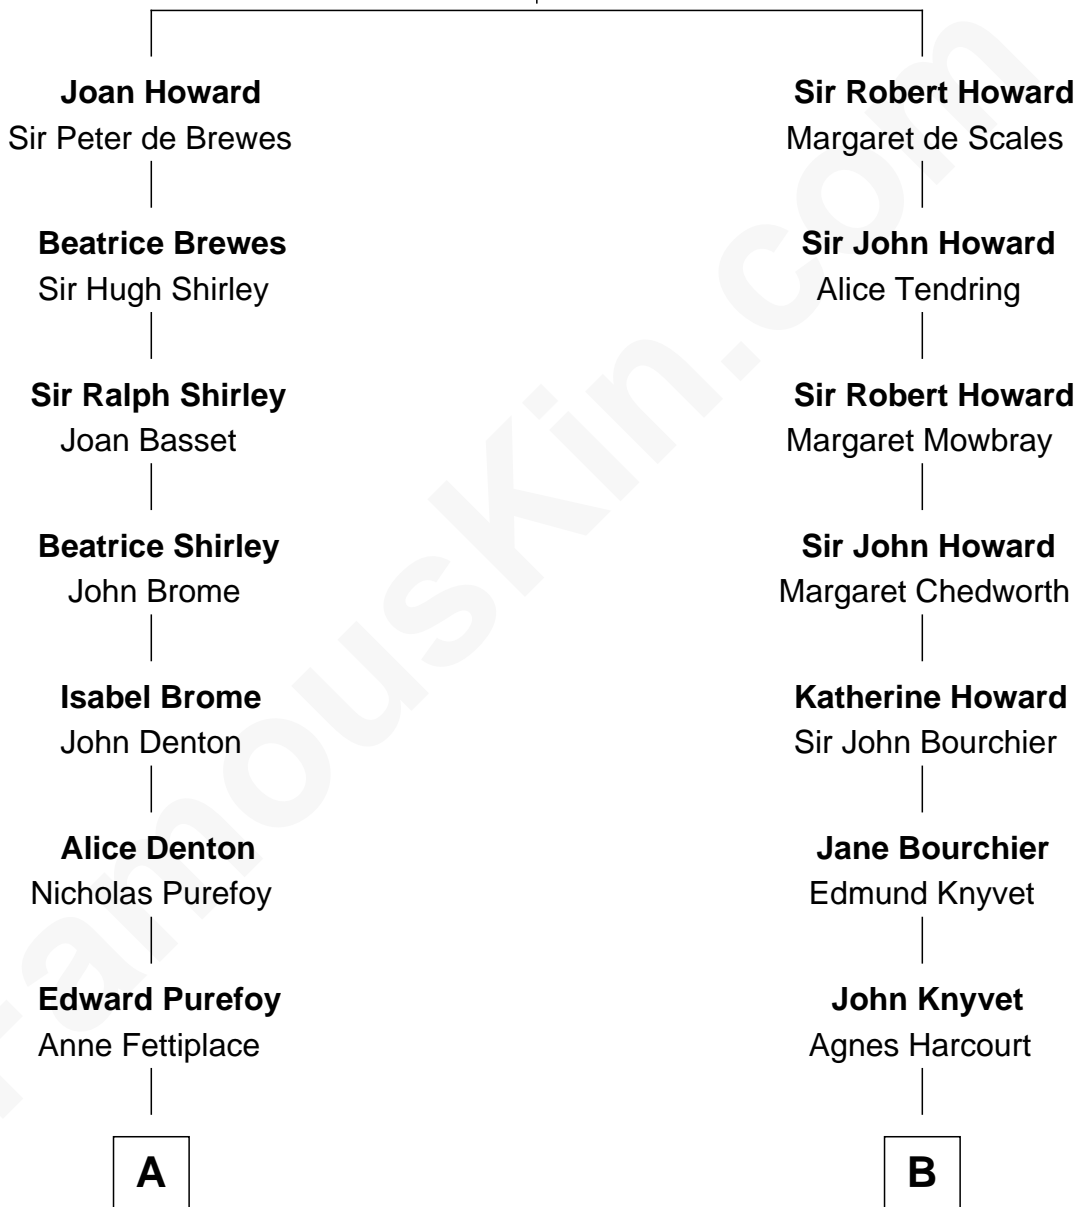 Joan Howard
Sir Peter de Brewes
Sir Robert Howard
Margaret de Scales
Beatrice Brewes
Sir Hugh Shirley
Sir John Howard
Alice Tendring
Sir Ralph Shirley
Joan Basset
Sir Robert Howard
Margaret Mowbray
Beatrice Shirley
John Brome
Sir John Howard
Margaret Chedworth
Isabel Brome
John Denton
Katherine Howard
Sir John Bourchier
Alice Denton
Nicholas Purefoy
Jane Bourchier
Edmund Knyvet
Edward Purefoy
Anne Fettiplace
John Knyvet
Agnes Harcourt
A
B
FamousKin.com